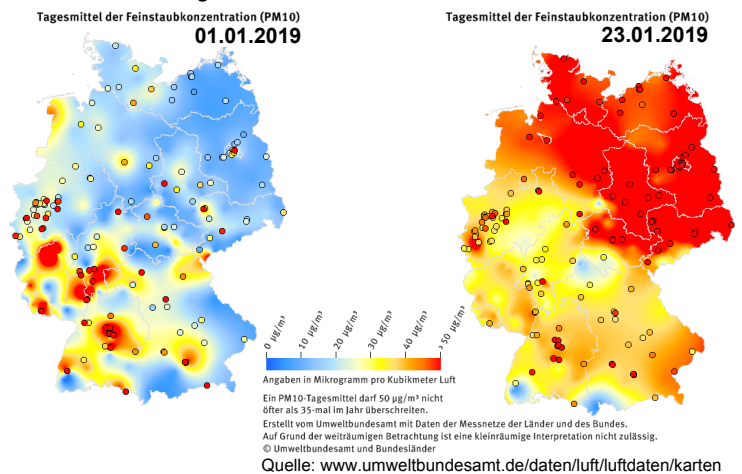 Tagesmittel der Feinstaubkonzentration (PM10)
01.01.2019
Tagesmittel der Feinstaubkonzentration (PM10)
23.01.2019
0 µg/m³
10 µg/m³
20 µg/m³
30 µg/m³
40 µg/m³
> 50 µg/m³
Angaben in Mikrogramm pro Kubikmeter Luft
Ein PM10-Tagesmittel darf 50 µg/m³ nicht
öfter als 35-mal im Jahr überschreiten.
Erstellt vom Umweltbundesamt mit Daten der Messnetze der Länder und des Bundes.
Auf Grund der weiträumigen Betrachtung ist eine kleinräumige Interpretation nicht zulässig.
© Umweltbundesamt und Bundesländer
Quelle: www.umweltbundesamt.de/daten/luft/luftdaten/karten